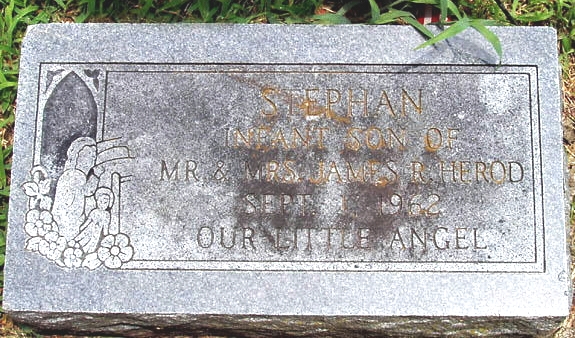 STEPHAN
INFANT SON OF
MR & MRS. JAMES R. HEROD
SEPT. 1, 1962
OUR LITTLE ANGEL